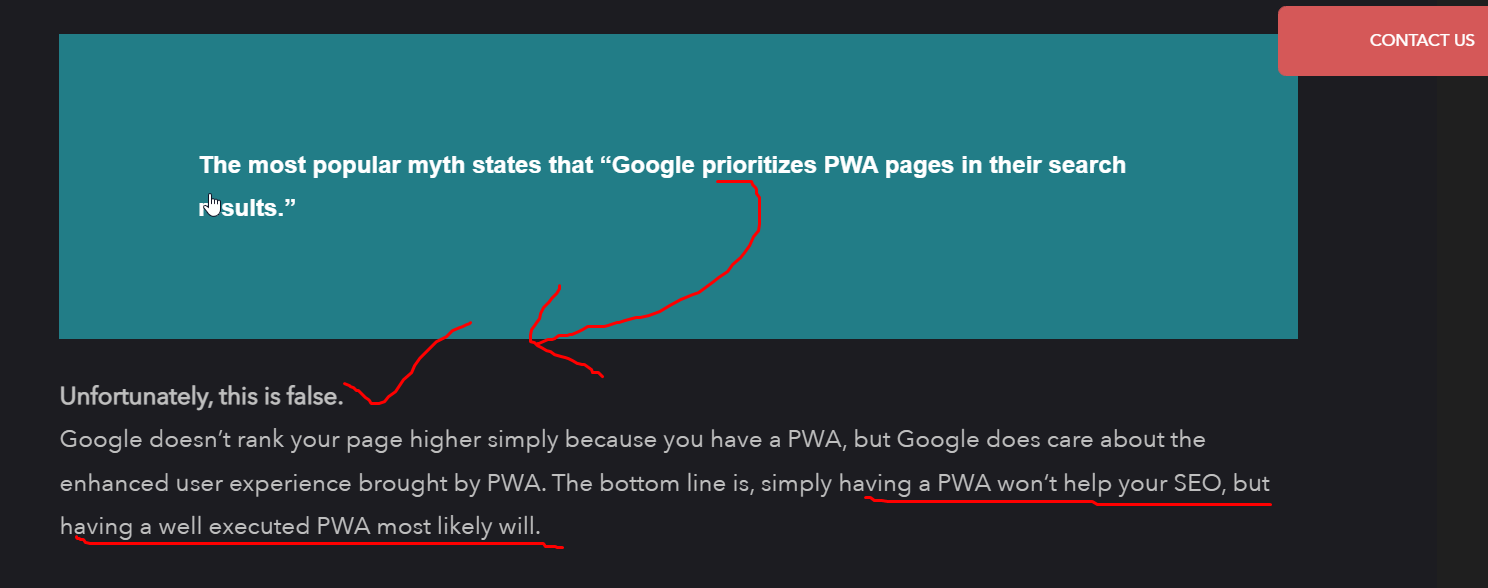 CONTACT US
The most popular myth states that “Google prioritizes PWA pages in their search
results.”
Unfortunately, this is false.
Google doesn’t rank your page higher simply because you have a PWA, but Google does care about the
enhanced user experience brought by PWA. The bottom line is, simply having a PWA won’t help your SEO, but
having a well executed PWA most likely will.